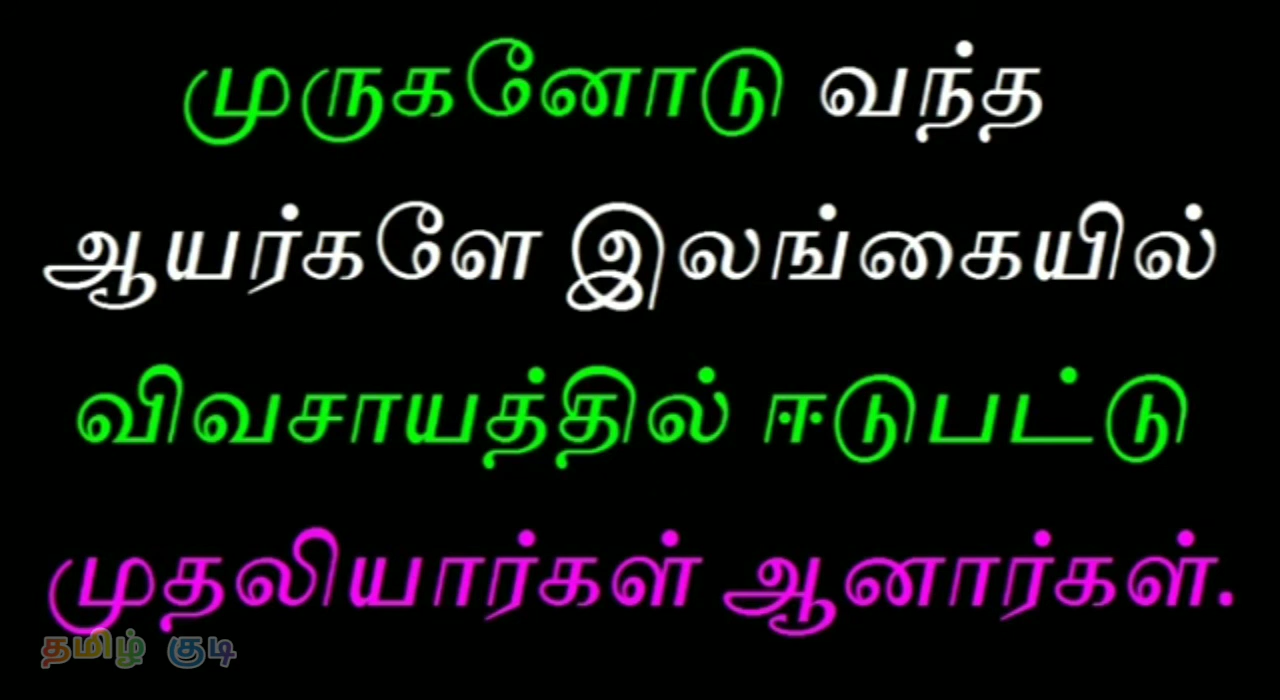 முருகனோடு வந்த
ஆயர்களே இலங்கையில்
விவசாயத்தில் ஈடுபட்டு
முதலியார்கள் ஆனார்கள்.
தமிழ் குடி